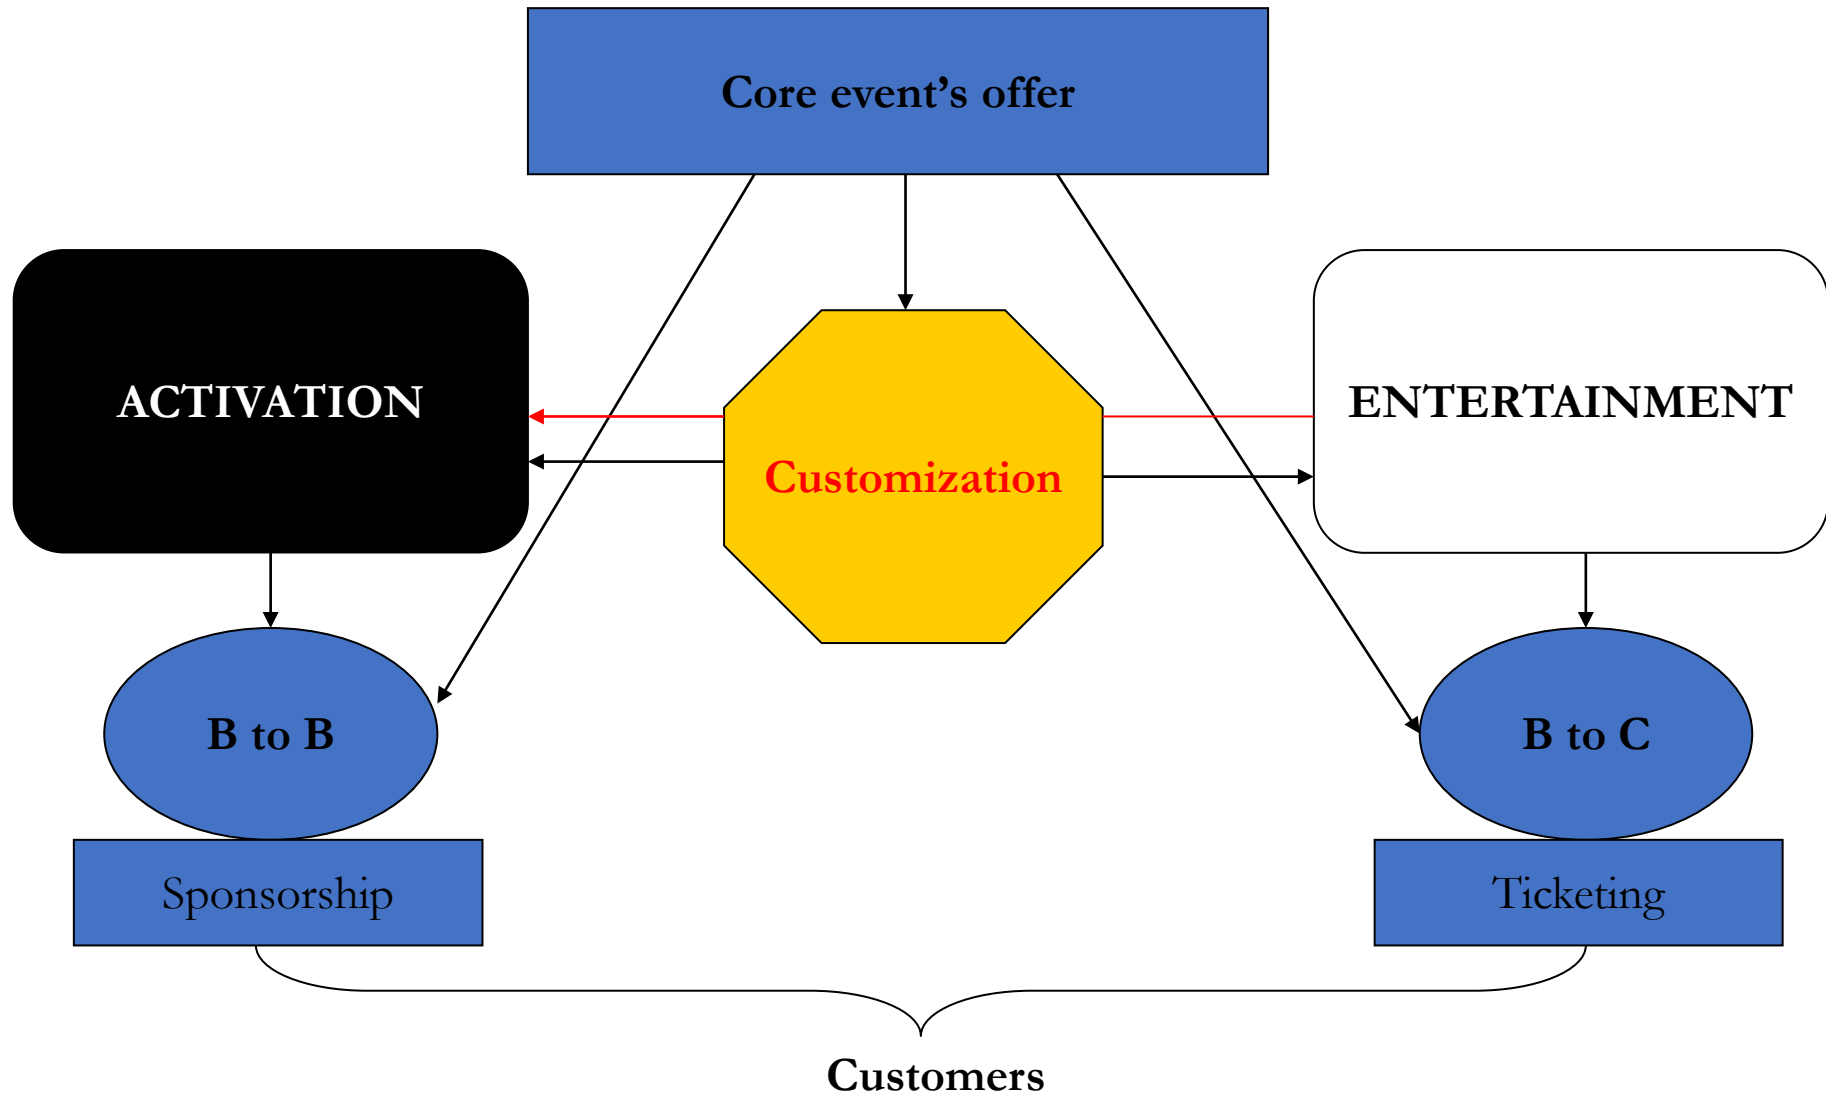 Core event’s offer
ACTIVATION
ENTERTAINMENT
Customization
B to B
B to C
Sponsorship
Ticketing
Customers